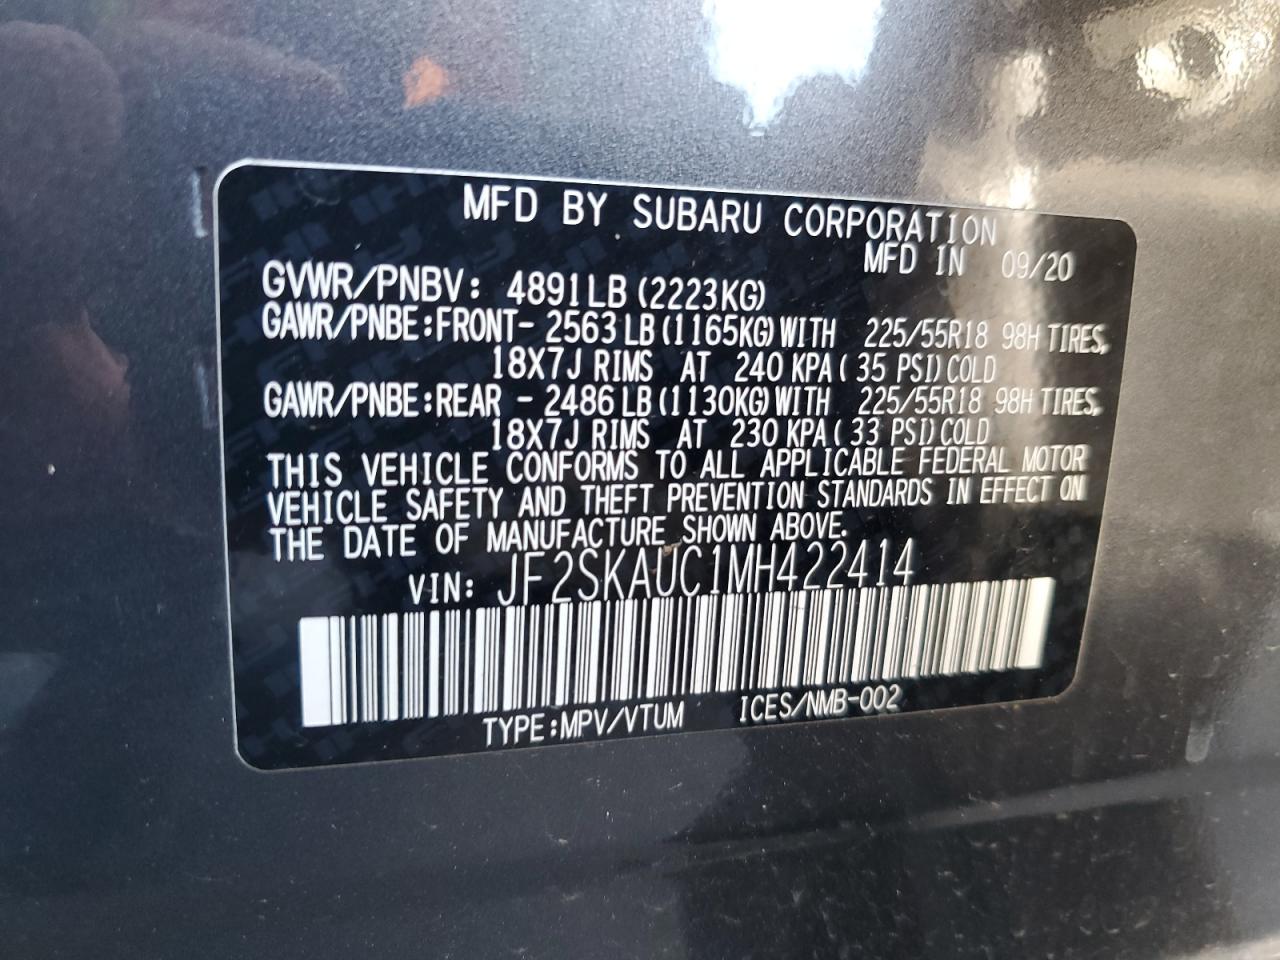 MFD BY SUBARU CORPORATION
MFD IN 09/20
GVWR/PNBV: 4891LB (2223KG)
GAWR/PNBE:FRONT- 2563 LB (1165KG) WITH 225/55R18 98H TIRES,
18X7J RIMS AT 240 KPA ( 35 PSI) COLD
GAWR/PNBE:REAR - 2486 LB (1130KG) WITH 225/55R18 98H TIRES,
18X7J RIMS AT 230 KPA ( 33 PSI) COLD
THIS VEHICLE CONFORMS TO ALL APPLICABLE FEDERAL MOTOR
VEHICLE SAFETY AND THEFT PREVENTION STANDARDS IN EFFECT ON
THE DATE OF MANUFACTURE SHOWN ABOVE.
VIN: JF2SKAUC1MH422414
TYPE:MPV/VTUM ICES/NMB-002